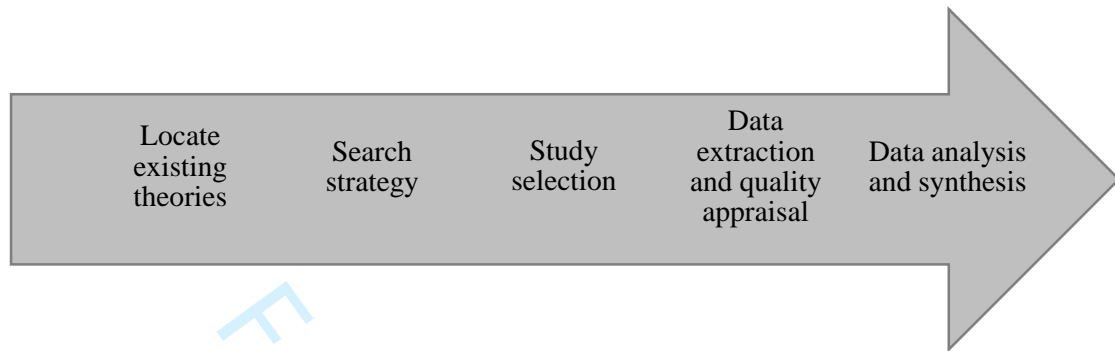 Locate
existing
theories
Search
strategy
Study
selection
Data
extraction
and quality
appraisal
Data analysis
and synthesis
F